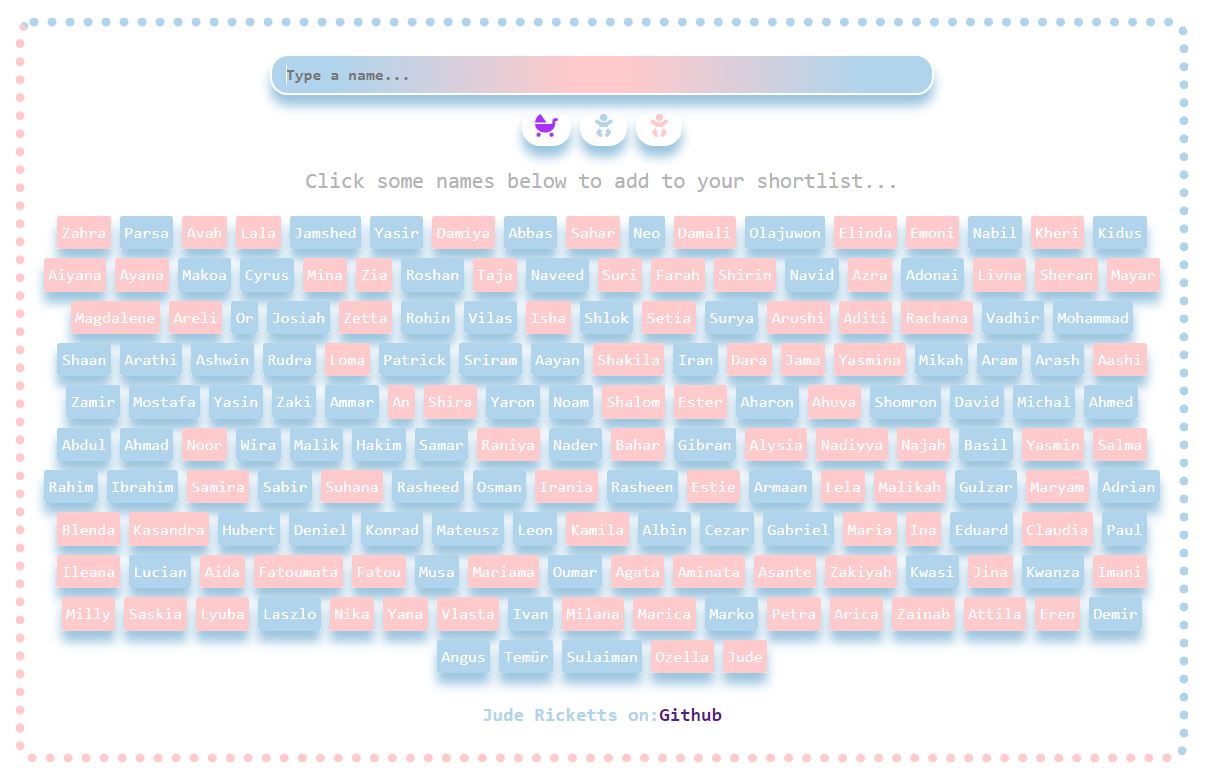 Type a name...
Click some names below to add to your shortlist...
Zahra Parsa Avah Lala Jamshed Yasir Damiya Abbas Sahar Neo Damali Olajuwon Elinda Emoni Nabil Kheri Kidus
Aiyana Ayana Makoa Cyrus Mina Zia Roshan Taja Naveed Suri Farah Shirin Navid Azra Adonai Livna Sheran Mayar
Magdalene Areli Or Josiah Zetta Rohin Vilas Isha Shlok Setia Surya Arushi Aditi Rachana Vadhir Mohammad
Shaan Arathi Ashwin Rudra Loma Patrick Sriram Aayan Shakila Iran Dara Jama Yasmina Mikah Aram Arash Aashi
Zamir Mostafa Yasin Zaki Ammar An Shira Yaron Noam Shalom Ester Aharon Ahuva Shomron David Michal Ahmed
Abdul Ahmad Noor Wira Malik Hakim Samar Raniya Nader Bahar Gibran Alysia Nadiyya Najah Basil Yasmin Salma
Rahim Ibrahim Samira Sabir Suhana Rasheed Osman Irania Rasheen Estie Armaan Lela Malikah Gulzar Maryam Adrian
Blenda Kasandra Hubert Deniel Konrad Mateusz Leon Kamila Albin Cezar Gabriel Maria Ina Eduard Claudia Paul
Ileana Lucian Aida Fatoumata Fatou Musa Mariama Oumar Agata Aminata Asante Zakiyah Kwasi Jina Kwanza Imani
Milly Saskia Lyuba Laszlo Nika Yana Vlasta Ivan Milana Marica Marko Petra Arica Zainab Attila Eren Demir
Angus Temür Sulaiman Ozella Jude
Jude Ricketts on:Github